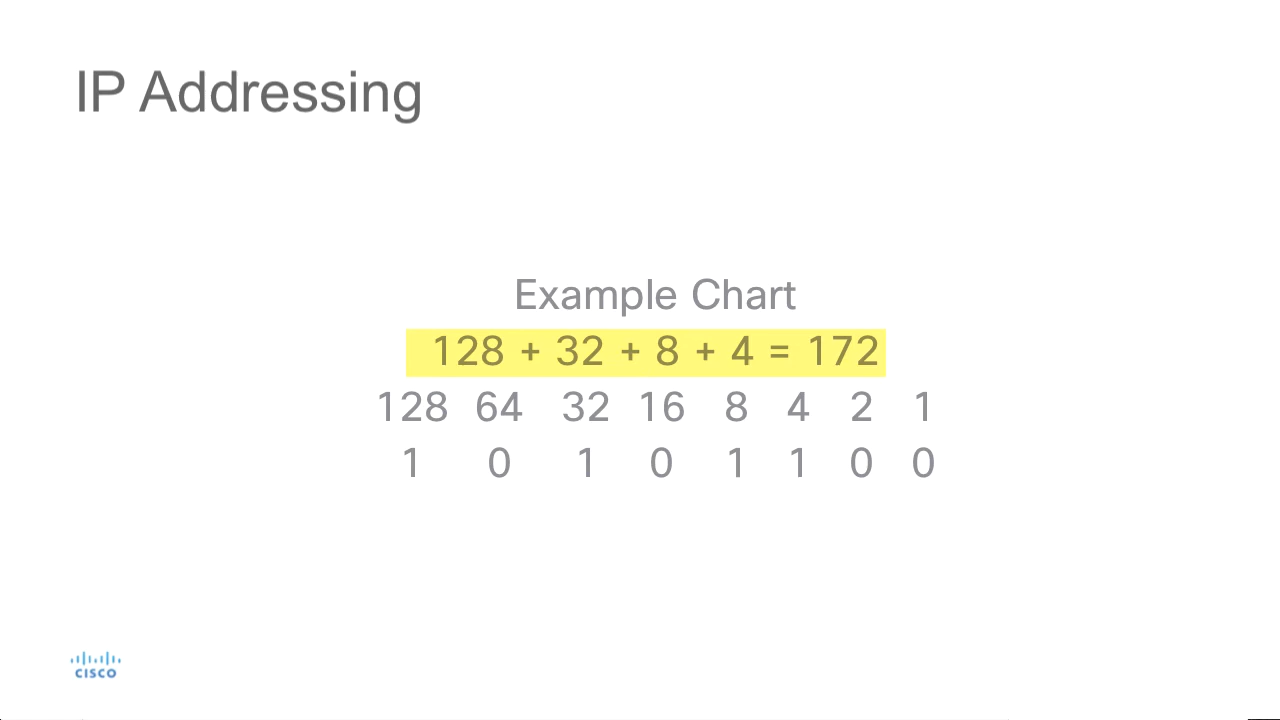 IP Addressing
Example Chart
128 + 32 + 8 + 4 = 172
128 64 32 16 8 4 2 1
1 0 1 0 1 1 0 0
CISCO